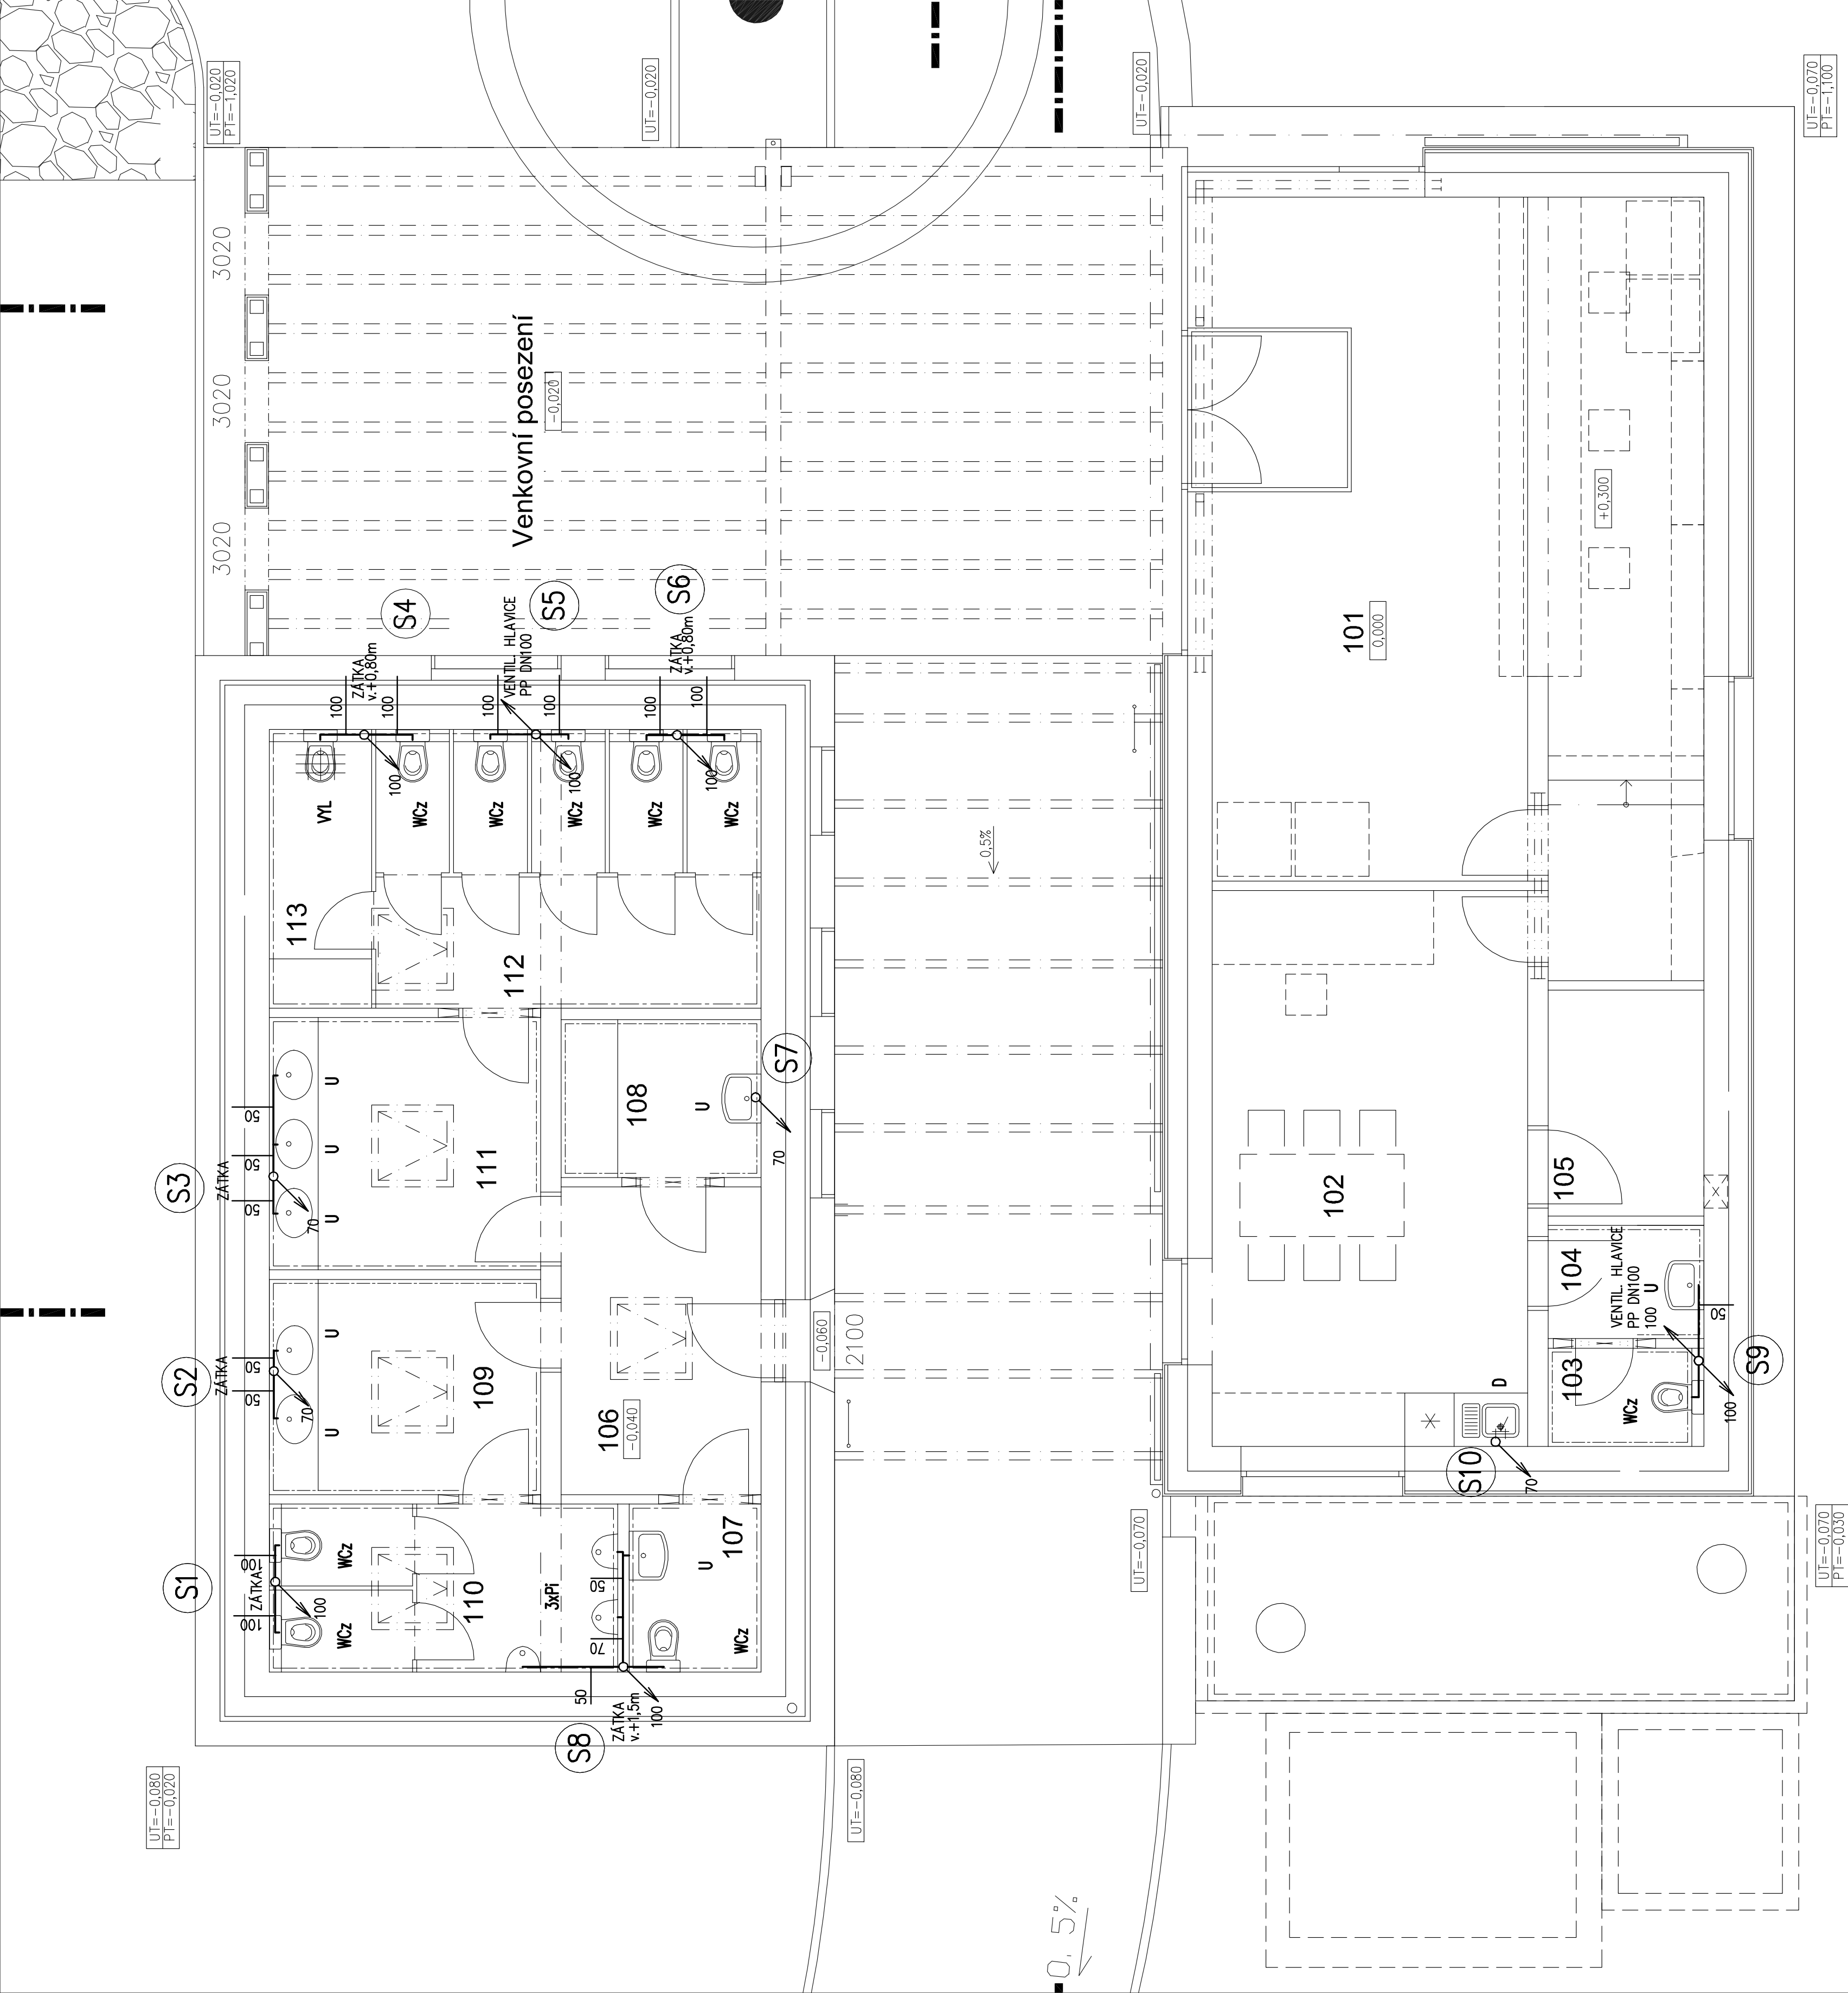 UT=-0,020
PT=-1,020
UT=-0,020
UT=-0,020
UT=-0,070
PT=-1,100
3020
3020
3020
Venkovní posezení
-0,020
S4
ZÁTKA
v.+0,80m
100
100
100
S5
VENTIL. HLAVICE
PP DN100
100
100
100
S6
ZÁTKA
v.+0,80m
100
100
100
VYL
WCz
WCz
WCz
WCz
WCz
113
112
101
0,000
+0,300
0,5%
S3
ZÁTKA
50
50
50
70
U
U
U
111
108
U
S7
70
102
105
104
VENTIL. HLAVICE
PP DN100
100
U
50
S9
100
103
WCz
D
S10
70
S2
ZÁTKA
50
50
70
U
U
109
106
-0,040
-0,060
2100
S1
ZÁTKA
100
100
100
WCz
WCz
110
3xPi
50
70
107
U
WCz
50
S8
ZÁTKA
v.+1,5m
100
UT=-0,070
UT=-0,070
PT=-0,030
UT=-0,080
PT=-0,020
UT=-0,080
0,5%